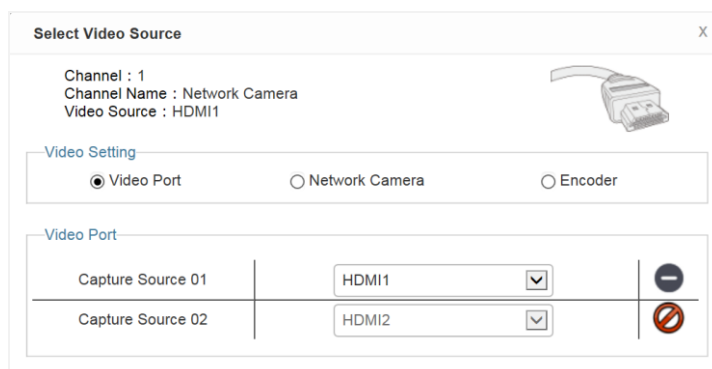 Select Video Source X
Channel : 1
Channel Name : Network Camera
Video Source : HDMI1
Video Setting
Video Port Network Camera Encoder
Video Port
Capture Source 01 HDMI1
Capture Source 02 HDMI2